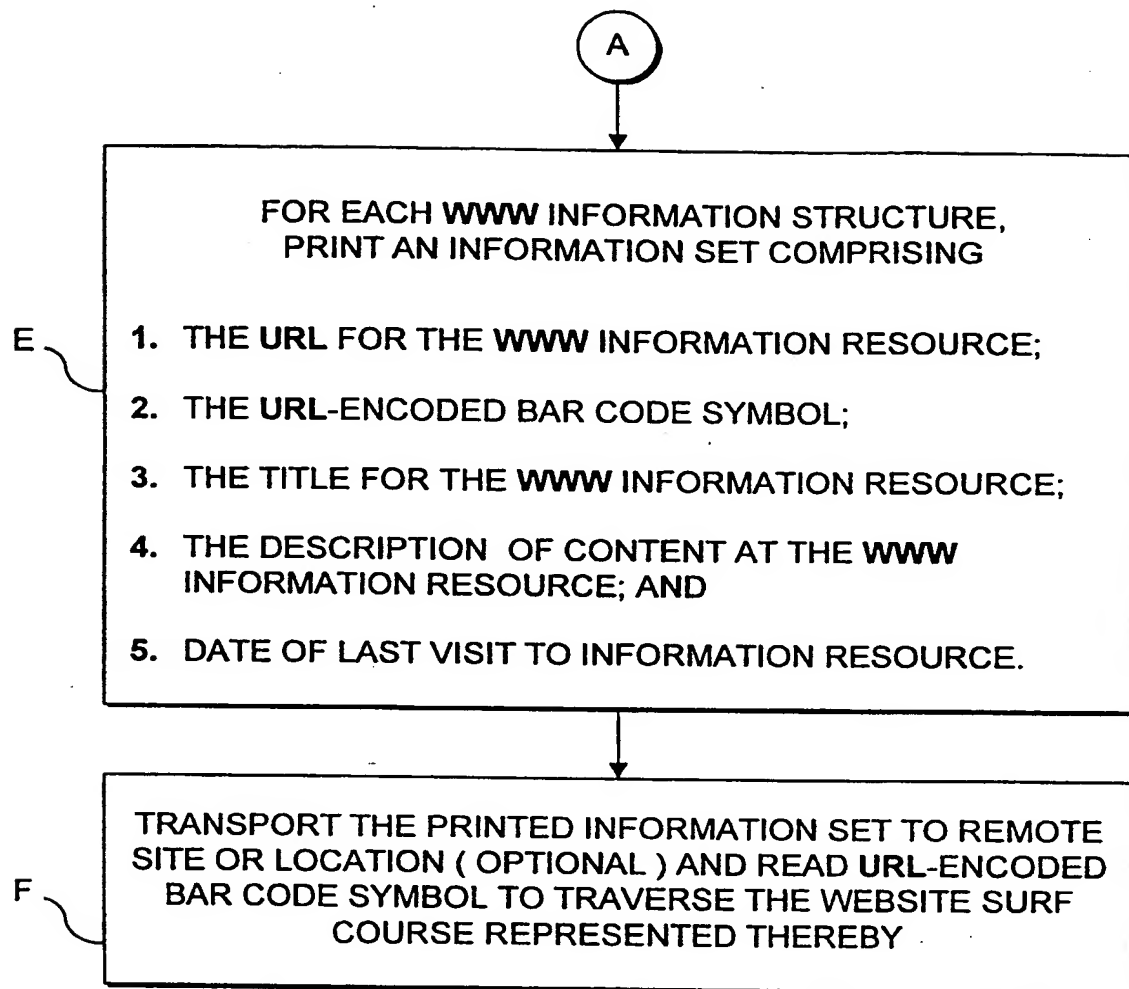 A
FOR EACH WWW INFORMATION STRUCTURE,
PRINT AN INFORMATION SET COMPRISING
E
1. THE URL FOR THE WWW INFORMATION RESOURCE;
2. THE URL-ENCODED BAR CODE SYMBOL;
3. THE TITLE FOR THE WWW INFORMATION RESOURCE;
4. THE DESCRIPTION OF CONTENT AT THE WWW
INFORMATION RESOURCE; AND
5. DATE OF LAST VISIT TO INFORMATION RESOURCE.
F
TRANSPORT THE PRINTED INFORMATION SET TO REMOTE
SITE OR LOCATION ( OPTIONAL ) AND READ URL-ENCODED
BAR CODE SYMBOL TO TRAVERSE THE WEBSITE SURF
COURSE REPRESENTED THEREBY